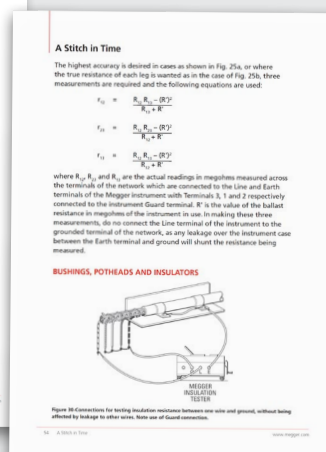 A Stitch in Time
The highest accuracy is desired in cases as shown in Fig. 25a, or where
the true resistance of each leg is wanted as in the case of Fig. 25b, three
measurements are required and the following equations are used:
R₁₂ R₂₃ – (R')²
R₂₃ + R'
where R₁₂, R₂₃ and R₁₃ are the actual readings in megohms measured across
the terminals of the network which are connected to the Line and Earth
terminals of the Megger instrument with Terminals 3, 1 and 2 respectively
connected to the instrument Guard terminal. R' is the value of the ballast
resistance in megohms of the instrument in use. In making these three
measurements, do no connect the Line terminal of the instrument to the
grounded terminal of the network, as any leakage over the instrument case
between the Earth terminal and ground will shunt the resistance being
measured.
BUSHINGS, POTHEADS AND INSULATORS
MEGGER
INSULATION
TESTER
Figure 30-Connections for testing insulation resistance between one wire and ground, without being
affected by leakage to other wires. Note use of Guard connection.
54 A Stitch in Time
www.megger.com